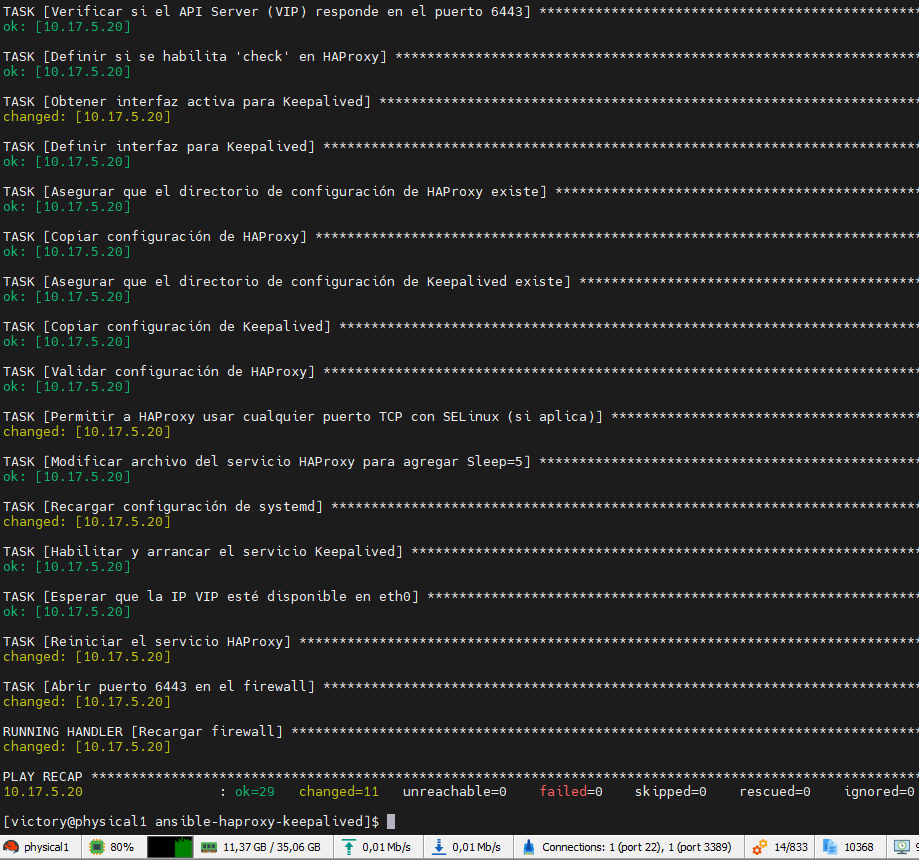 TASK [Verificar si el API Server (VIP) responde en el puerto 6443] ************************************************
ok: [10.17.5.20]
TASK [Definir si se habilita 'check' en HAProxy] ******************************************************************
ok: [10.17.5.20]
TASK [Obtener interfaz activa para Keepalived] ********************************************************************
changed: [10.17.5.20]
TASK [Definir interfaz para Keepalived] ***************************************************************************
ok: [10.17.5.20]
TASK [Asegurar que el directorio de configuración de HAProxy existe] **********************************************
ok: [10.17.5.20]
TASK [Copiar configuración de HAProxy] ****************************************************************************
ok: [10.17.5.20]
TASK [Asegurar que el directorio de configuración de Keepalived existe] *******************************************
ok: [10.17.5.20]
TASK [Copiar configuración de Keepalived] *************************************************************************
ok: [10.17.5.20]
TASK [Validar configuración de HAProxy] ***************************************************************************
ok: [10.17.5.20]
TASK [Permitir a HAProxy usar cualquier puerto TCP con SELinux (si aplica)] ***************************************
changed: [10.17.5.20]
TASK [Modificar archivo del servicio HAProxy para agregar Sleep=5] ************************************************
ok: [10.17.5.20]
TASK [Recargar configuración de systemd] **************************************************************************
changed: [10.17.5.20]
TASK [Habilitar y arrancar el servicio Keepalived] ****************************************************************
ok: [10.17.5.20]
TASK [Esperar que la IP VIP esté disponible en eth0] **************************************************************
ok: [10.17.5.20]
TASK [Reiniciar el servicio HAProxy] ******************************************************************************
changed: [10.17.5.20]
TASK [Abrir puerto 6443 en el firewall] ***************************************************************************
changed: [10.17.5.20]
RUNNING HANDLER [Recargar firewall] *******************************************************************************
changed: [10.17.5.20]
PLAY RECAP ********************************************************************************************************
10.17.5.20 : ok=29 changed=11 unreachable=0 failed=0 skipped=0 rescued=0 ignored=0
[victory@physical1 ansible-haproxy-keepalived]$
physical1 80% 11,37 GB / 35,06 GB 0,01 Mb/s 0,01 Mb/s Connections: 1 (port 22), 1 (port 3389) 14/833 10368